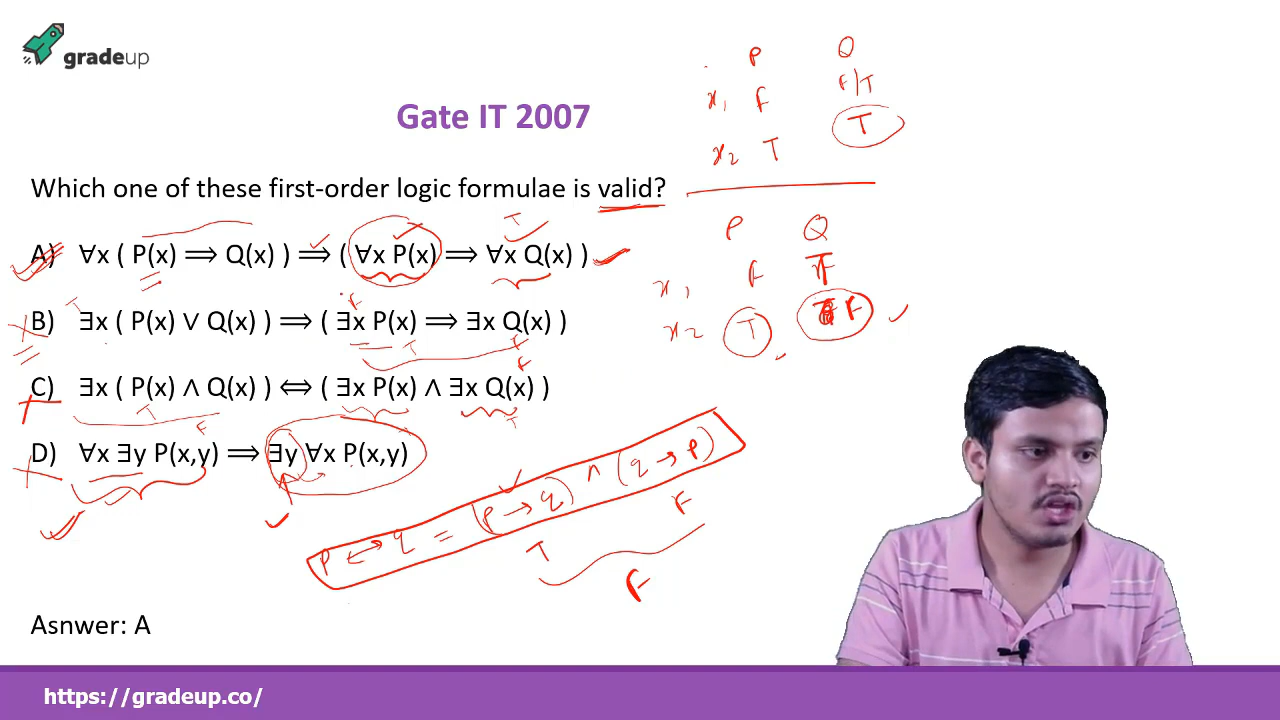 gradeup
Gate IT 2007
Which one of these first-order logic formulae is valid?
A) ∀x ( P(x) ⟹ Q(x) ) ⟹ ( ∀x P(x) ⟹ ∀x Q(x) )
B) ∃x ( P(x) ∨ Q(x) ) ⟹ ( ∃x P(x) ⟹ ∃x Q(x) )
C) ∃x ( P(x) ∧ Q(x) ) ⟺ ( ∃x P(x) ∧ ∃x Q(x) )
D) ∀x ∃y P(x,y) ⟹ ∃y ∀x P(x,y)
P Q
x₁ F F/T
x₂ T T
P Q
x₁ F
x₂ T F
T
T F
T F
F
T F T
F
P ↔ q = (P → q) ∧ (q → P)
T F
F
Asnwer: A
https://gradeup.co/